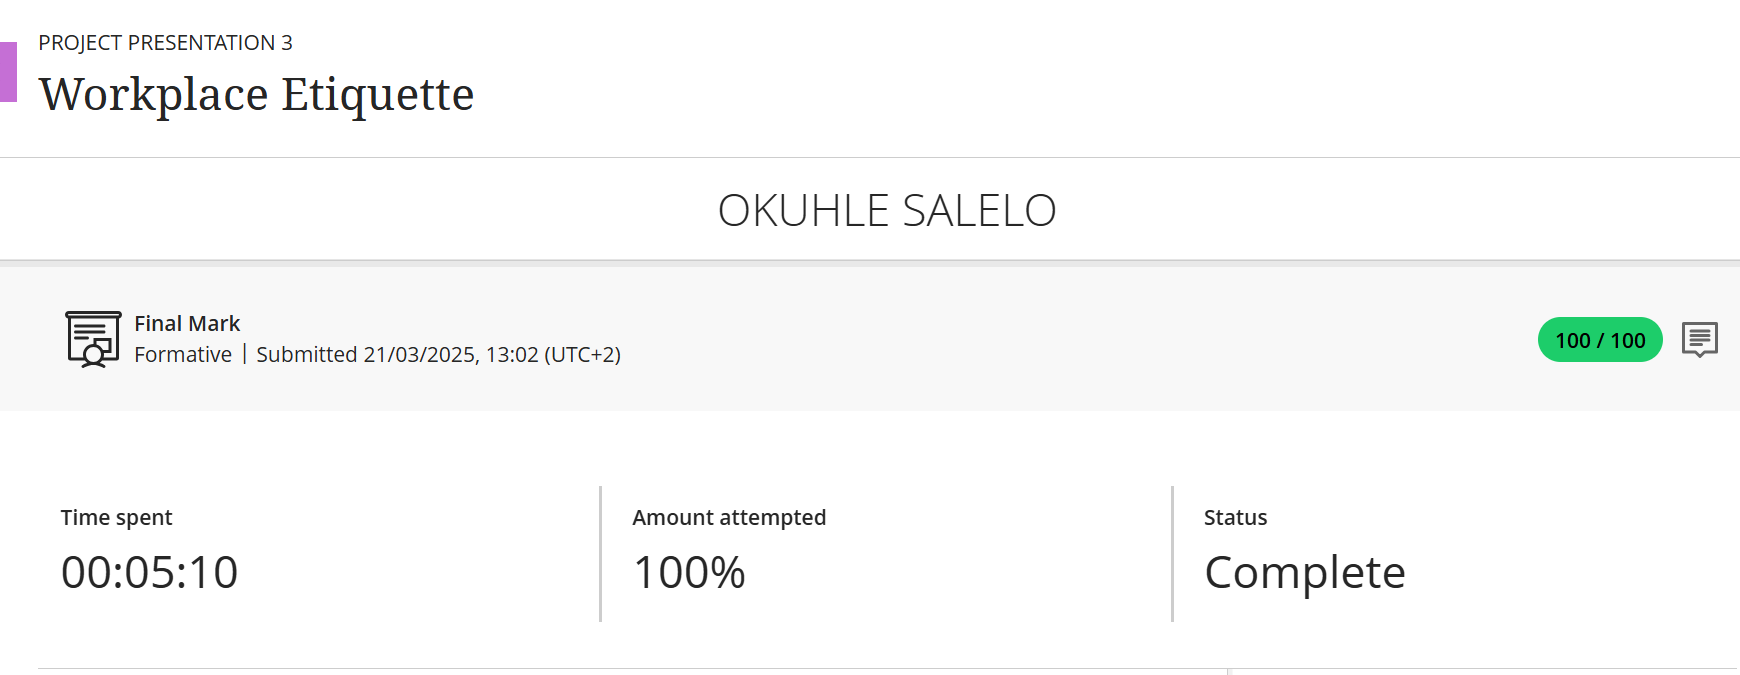 PROJECT PRESENTATION 3
Workplace Etiquette
OKUHLE SALELO
Final Mark
Formative | Submitted 21/03/2025, 13:02 (UTC+2)
100 / 100
Time spent
00:05:10
Amount attempted
100%
Status
Complete